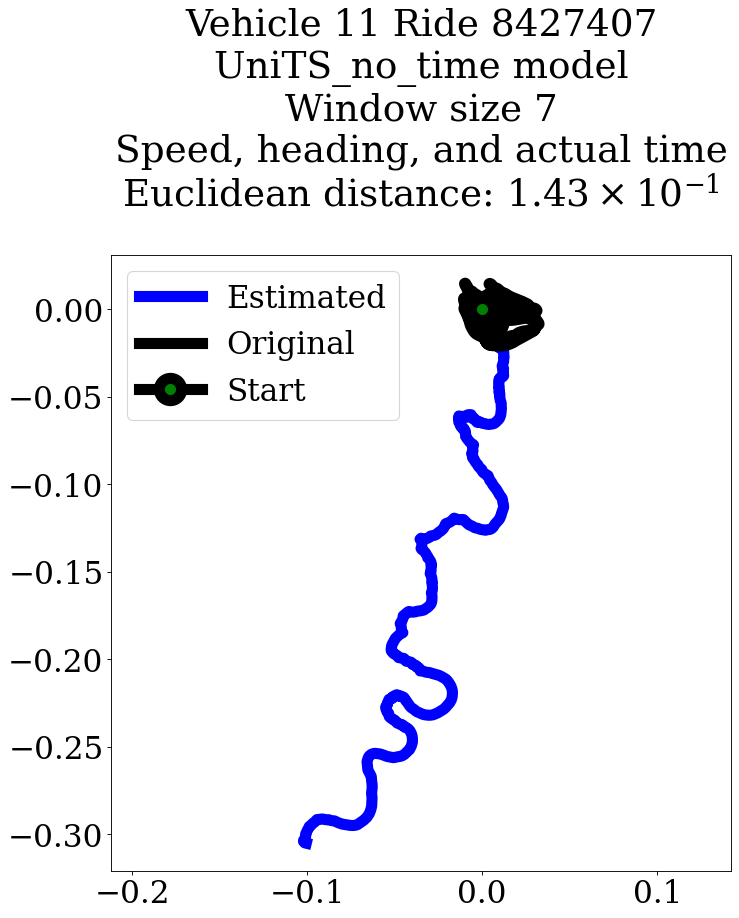 Vehicle 11 Ride 8427407
UniTS_no_time model
Window size 7
Speed, heading, and actual time
Euclidean distance: 1.43 × 10⁻¹
Estimated
Original
Start
0.00
−0.05
−0.10
−0.15
−0.20
−0.25
−0.30
−0.2
−0.1
0.0
0.1